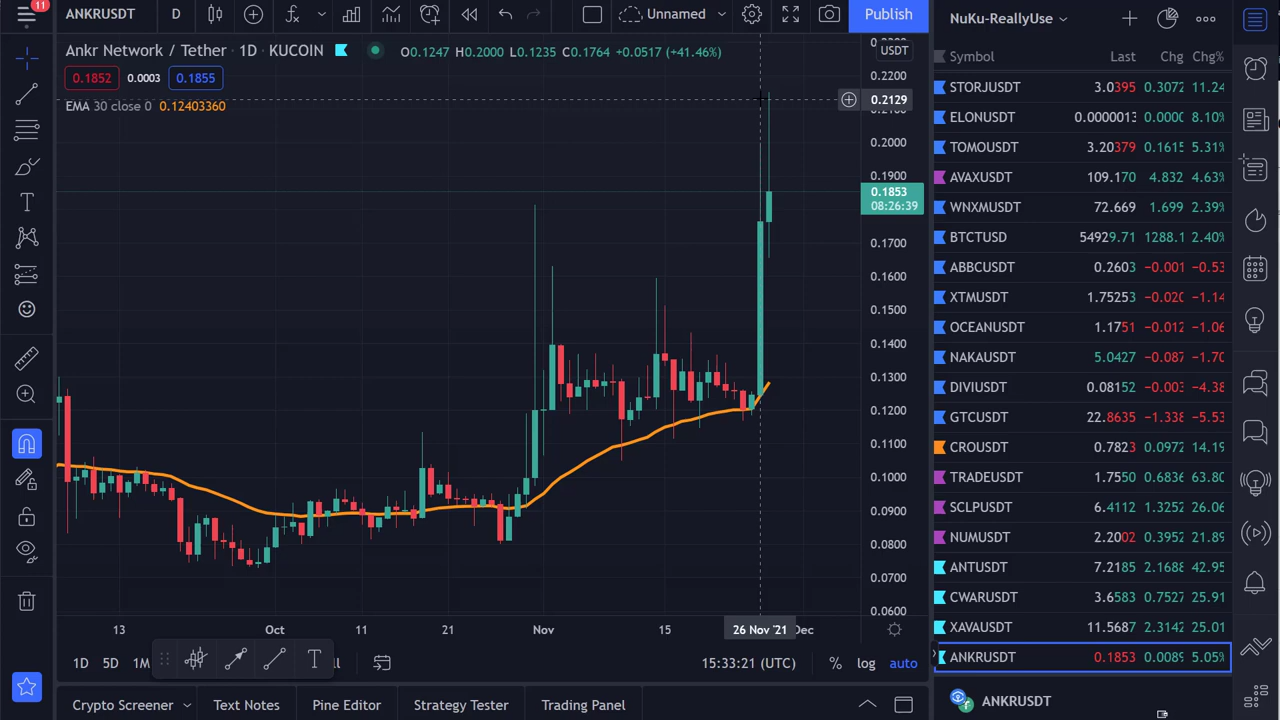 11
ANKRUSDT D Unnamed Publish
Ankr Network / Tether · 1D · KUCOIN O0.1247 H0.2000 L0.1235 C0.1764 +0.0517 (+41.46%)
0.1852 0.0003 0.1855
EMA 30 close 0 0.12403360
USDT
0.2200
0.2129
0.2000
0.1900
0.1853
08:26:39
0.1700
0.1600
0.1500
0.1400
0.1300
0.1200
0.1100
0.1000
0.0900
0.0800
0.0700
0.0600
13 Oct 11 21 Nov 15 26 Nov '21 Dec
1D 5D 1M T 15:33:21 (UTC) % log auto
Crypto Screener Text Notes Pine Editor Strategy Tester Trading Panel
NuKu-ReallyUse
Symbol Last Chg Chg%
STORJUSDT 3.0395 0.3072 11.24
ELONUSDT 0.0000013 0.0000 8.10%
TOMOUSDT 3.20379 0.1615 5.31%
AVAXUSDT 109.170 4.832 4.63%
WNXMUSDT 72.669 1.699 2.39%
BTCTUSD 54929.71 1288.1 2.40%
ABBCUSDT 0.2603 −0.001 −0.53
XTMUSDT 1.75253 −0.020 −1.14
OCEANUSDT 1.1751 −0.012 −1.06
NAKAUSDT 5.0427 −0.087 −1.70
DIVIUSDT 0.08152 −0.003 −4.38
GTCUSDT 22.8635 −1.338 −5.53
CROUSDT 0.7823 0.0972 14.19
TRADEUSDT 1.7550 0.6836 63.80
SCLPUSDT 6.4112 1.3252 26.06
NUMUSDT 2.2002 0.3952 21.89
ANTUSDT 7.2185 2.1688 42.95
CWARUSDT 3.6583 0.7527 25.91
XAVAUSDT 11.5687 2.3142 25.01
ANKRUSDT 0.1853 0.0089 5.05%
ANKRUSDT